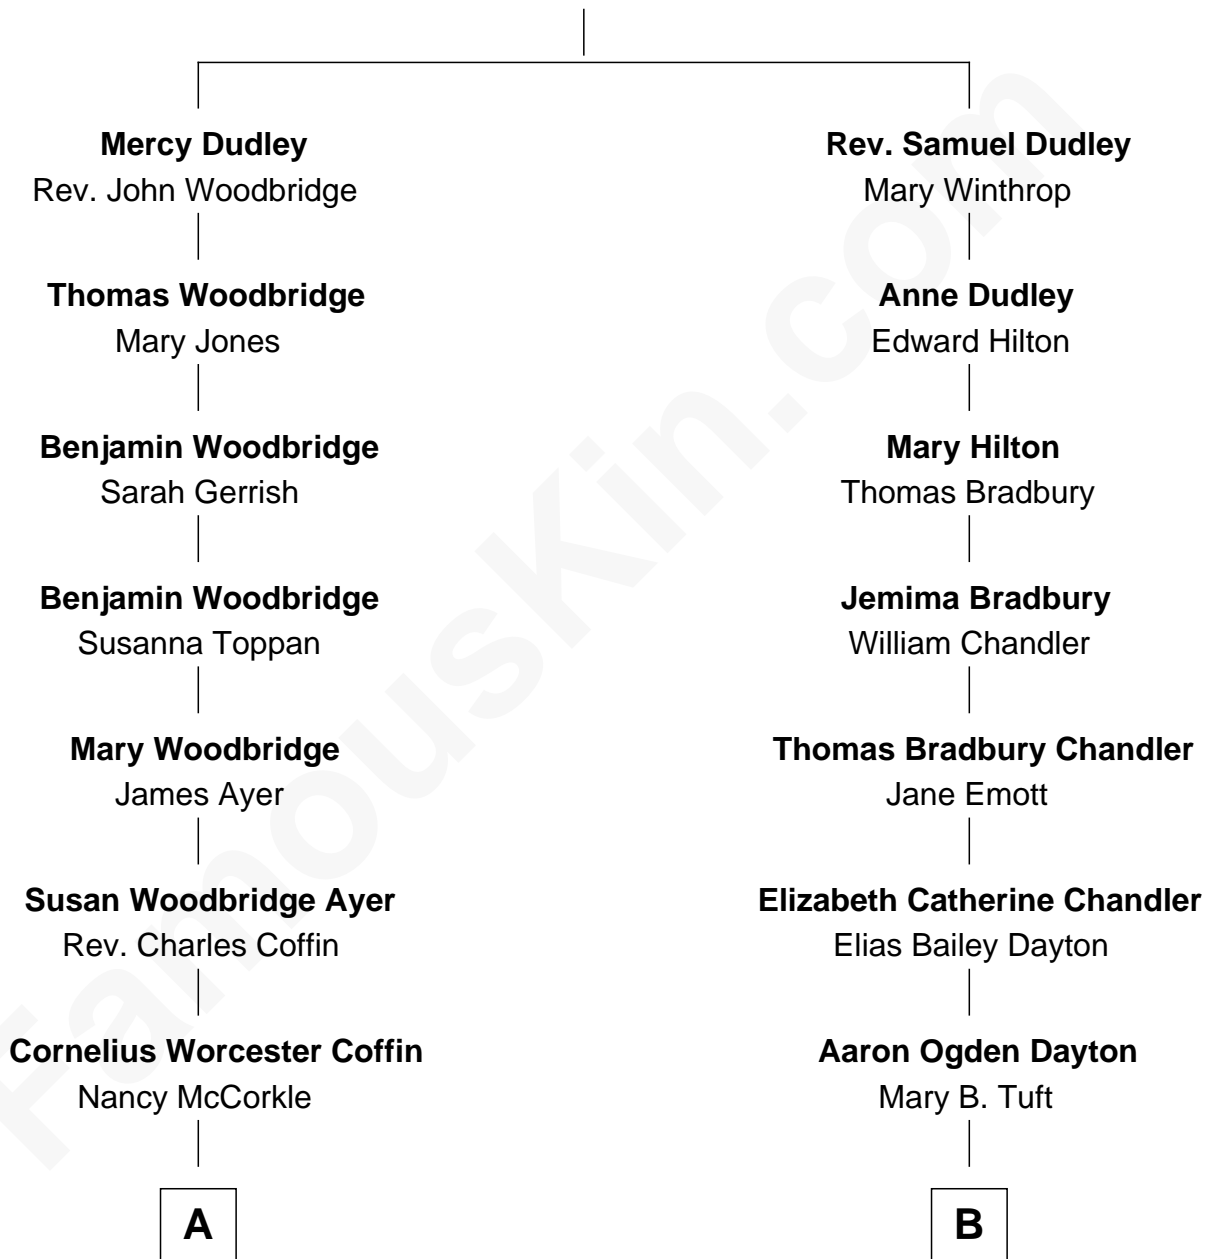 Mercy Dudley
Rev. John Woodbridge
Thomas Woodbridge
Mary Jones
Benjamin Woodbridge
Sarah Gerrish
Benjamin Woodbridge
Susanna Toppan
Mary Woodbridge
James Ayer
Susan Woodbridge Ayer
Rev. Charles Coffin
Cornelius Worcester Coffin
Nancy McCorkle
A
Rev. Samuel Dudley
Mary Winthrop
Anne Dudley
Edward Hilton
Mary Hilton
Thomas Bradbury
Jemima Bradbury
William Chandler
Thomas Bradbury Chandler
Jane Emott
Elizabeth Catherine Chandler
Elias Bailey Dayton
Aaron Ogden Dayton
Mary B. Tuft
B
FamousKin.com